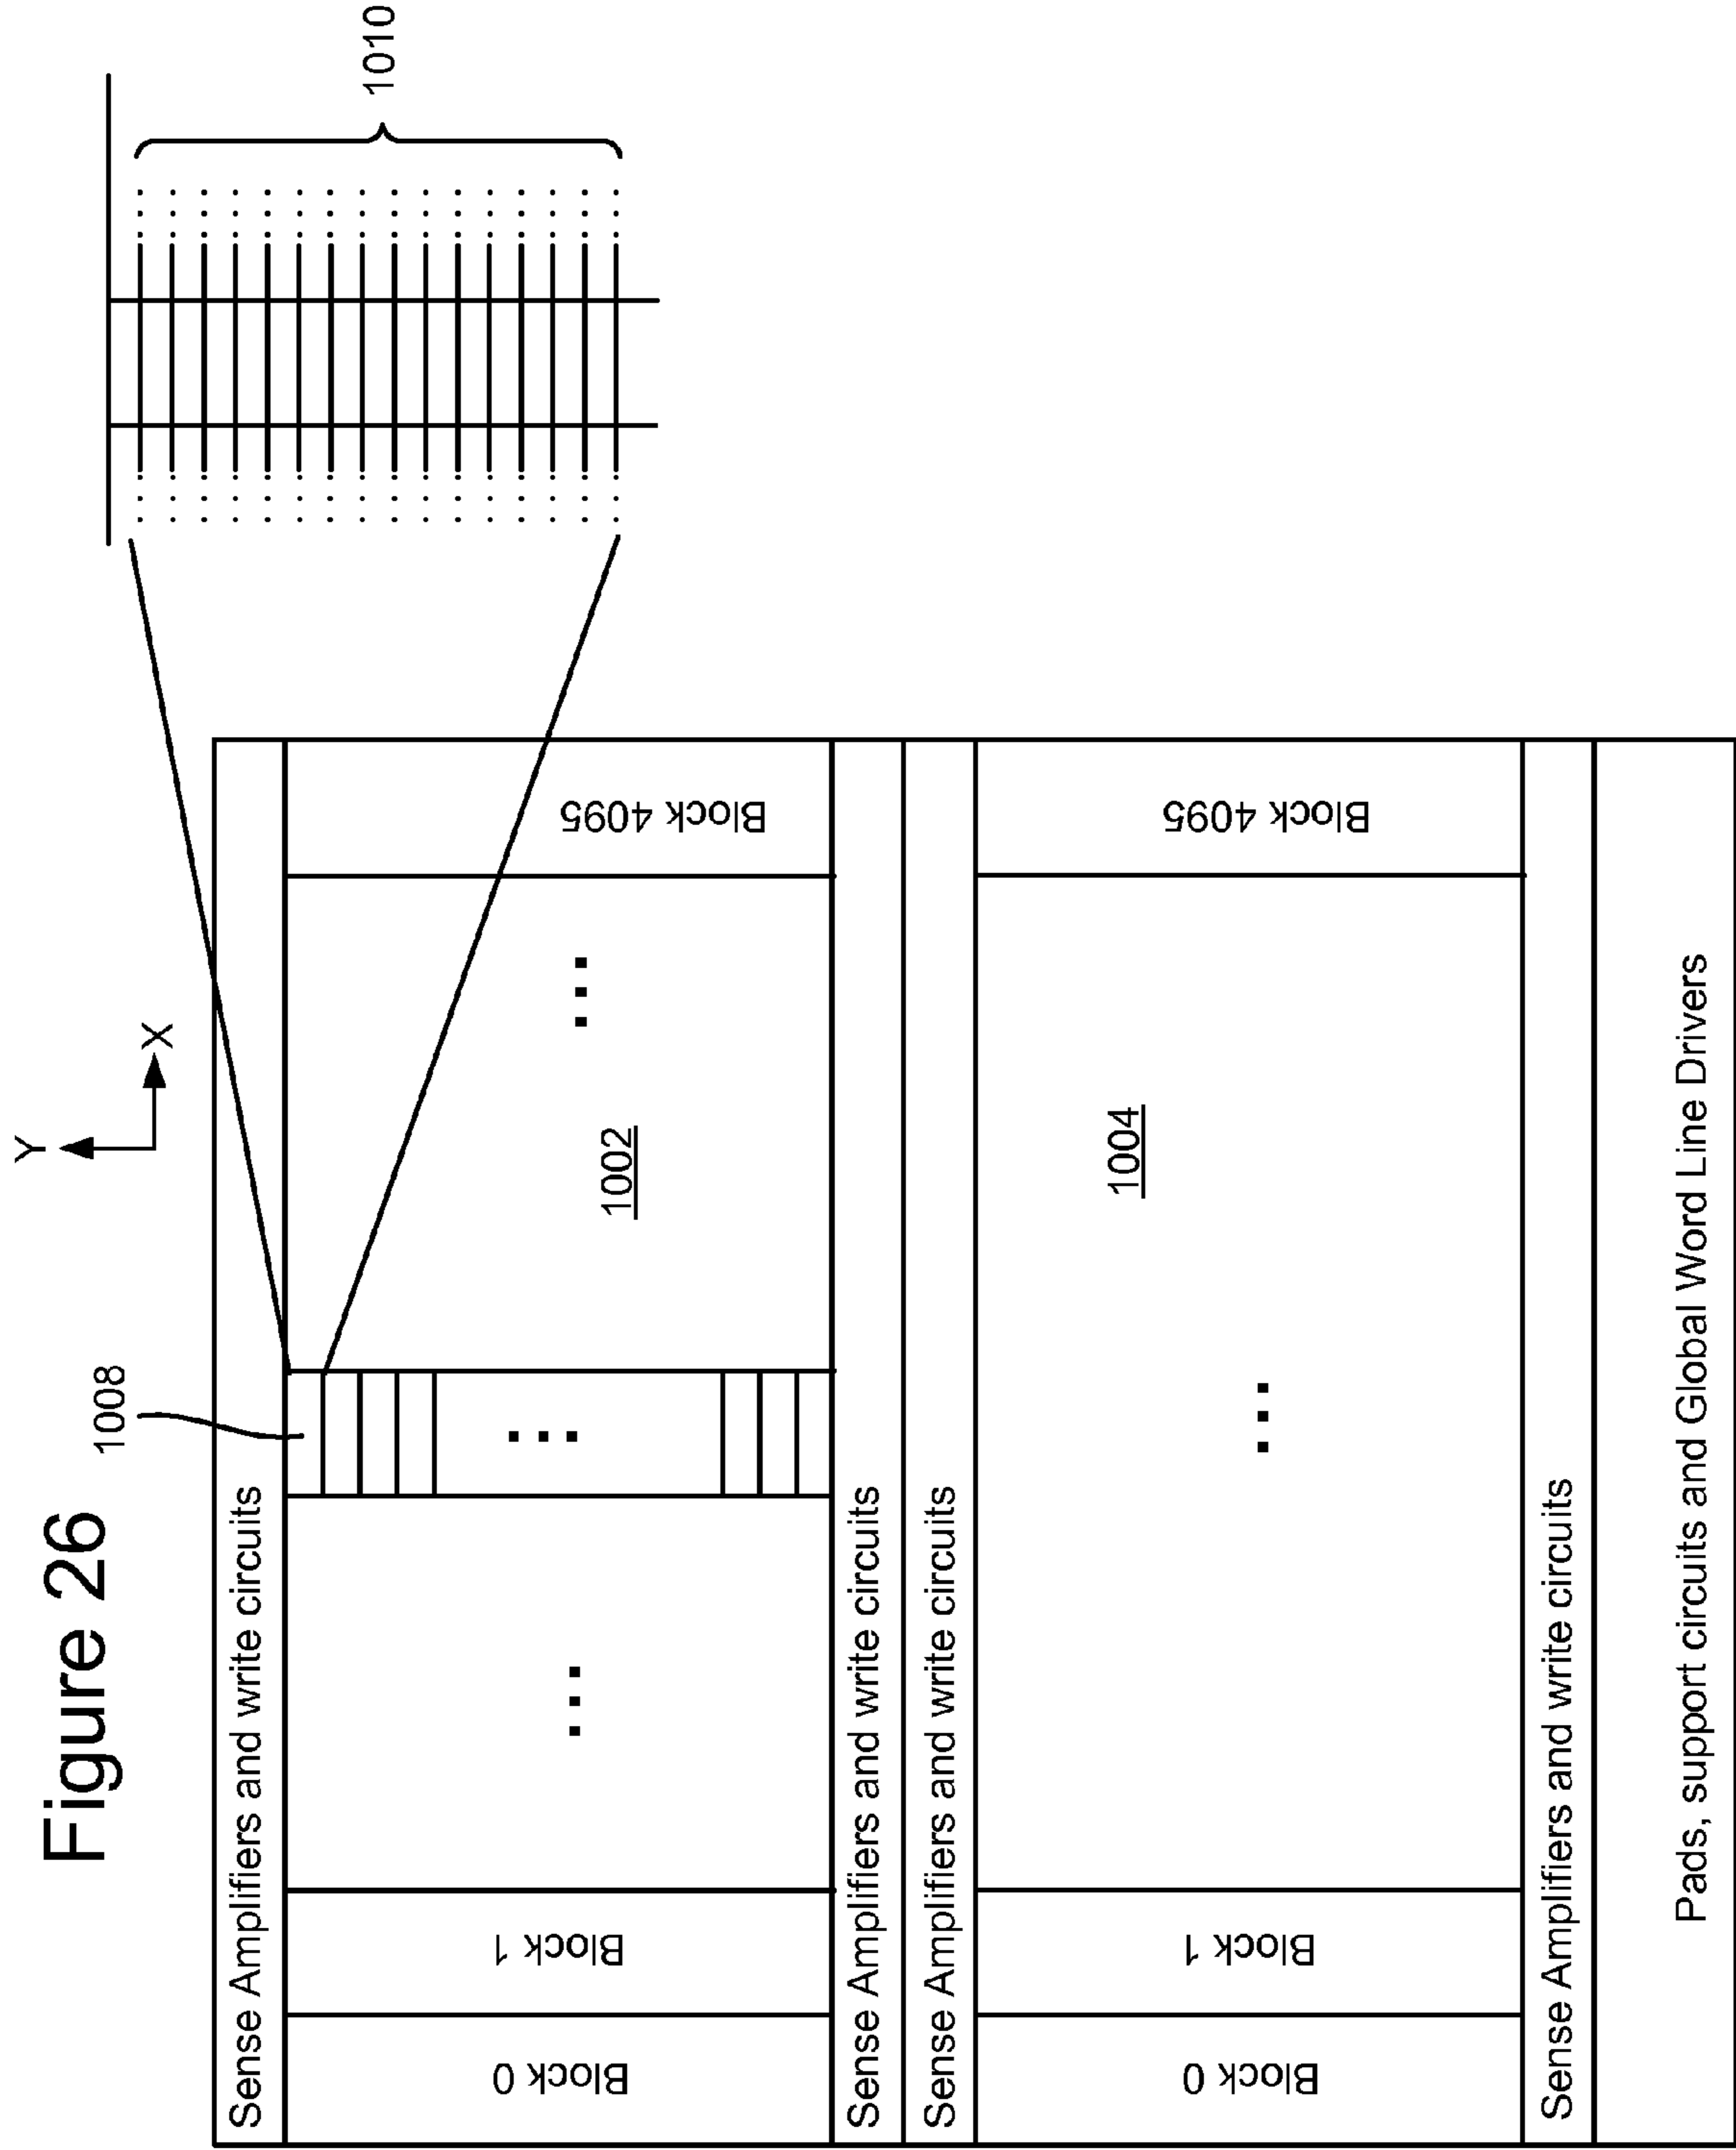 Figure 26
1008
Y
X
1010
Sense Amplifiers and write circuits
Block 0
Block 1
1002
Block 4095
Sense Amplifiers and write circuits
Sense Amplifiers and write circuits
Block 0
Block 1
1004
Block 4095
Sense Amplifiers and write circuits
Pads, support circuits and Global Word Line Drivers